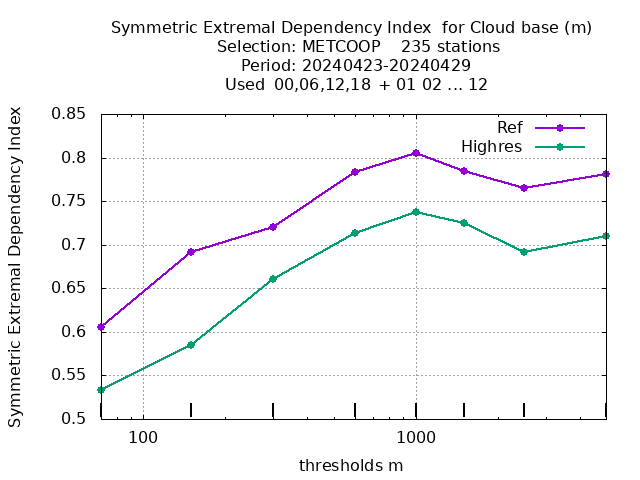 Symmetric Extremal Dependency Index  for Cloud base (m)
Selection: METCOOP    235 stations
Period: 20240423-20240429
Used  00,06,12,18 + 01 02 ... 12
Symmetric Extremal Dependency Index
0.85
0.8
0.75
0.7
0.65
0.6
0.55
0.5
Ref
Highres
100
1000
thresholds m